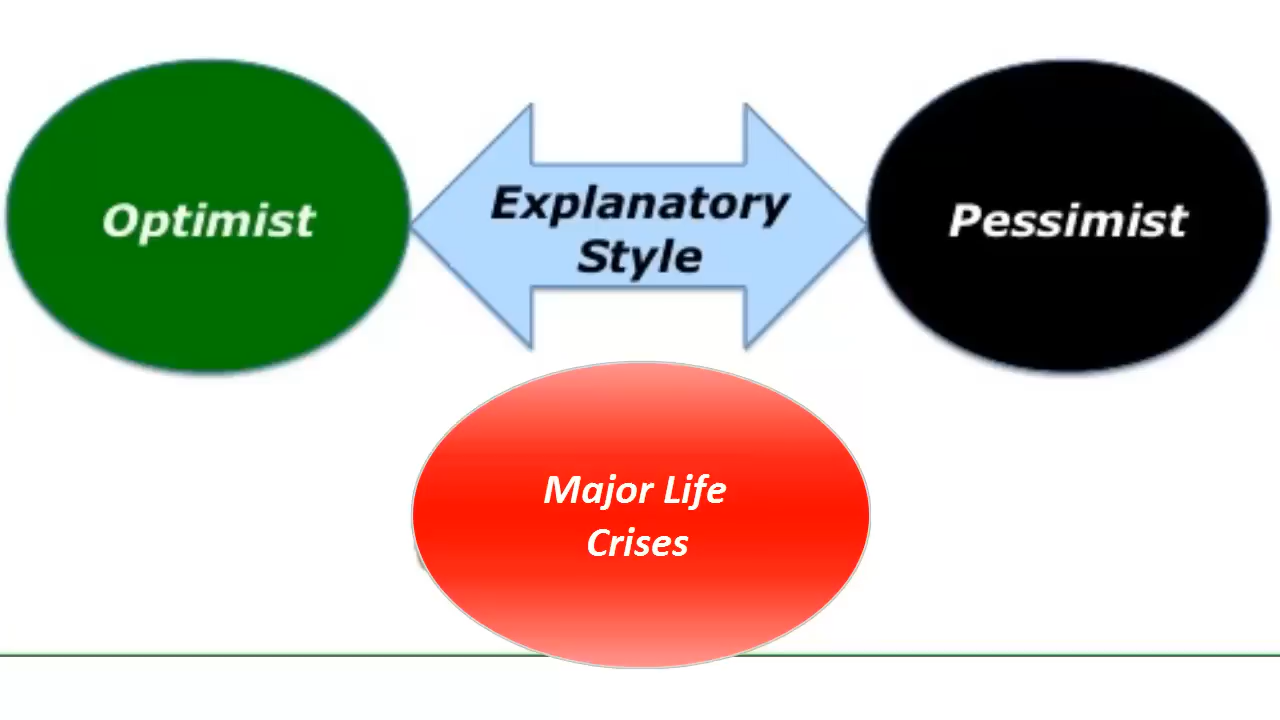 Optimist
Explanatory
Style
Pessimist
Major Life
Crises